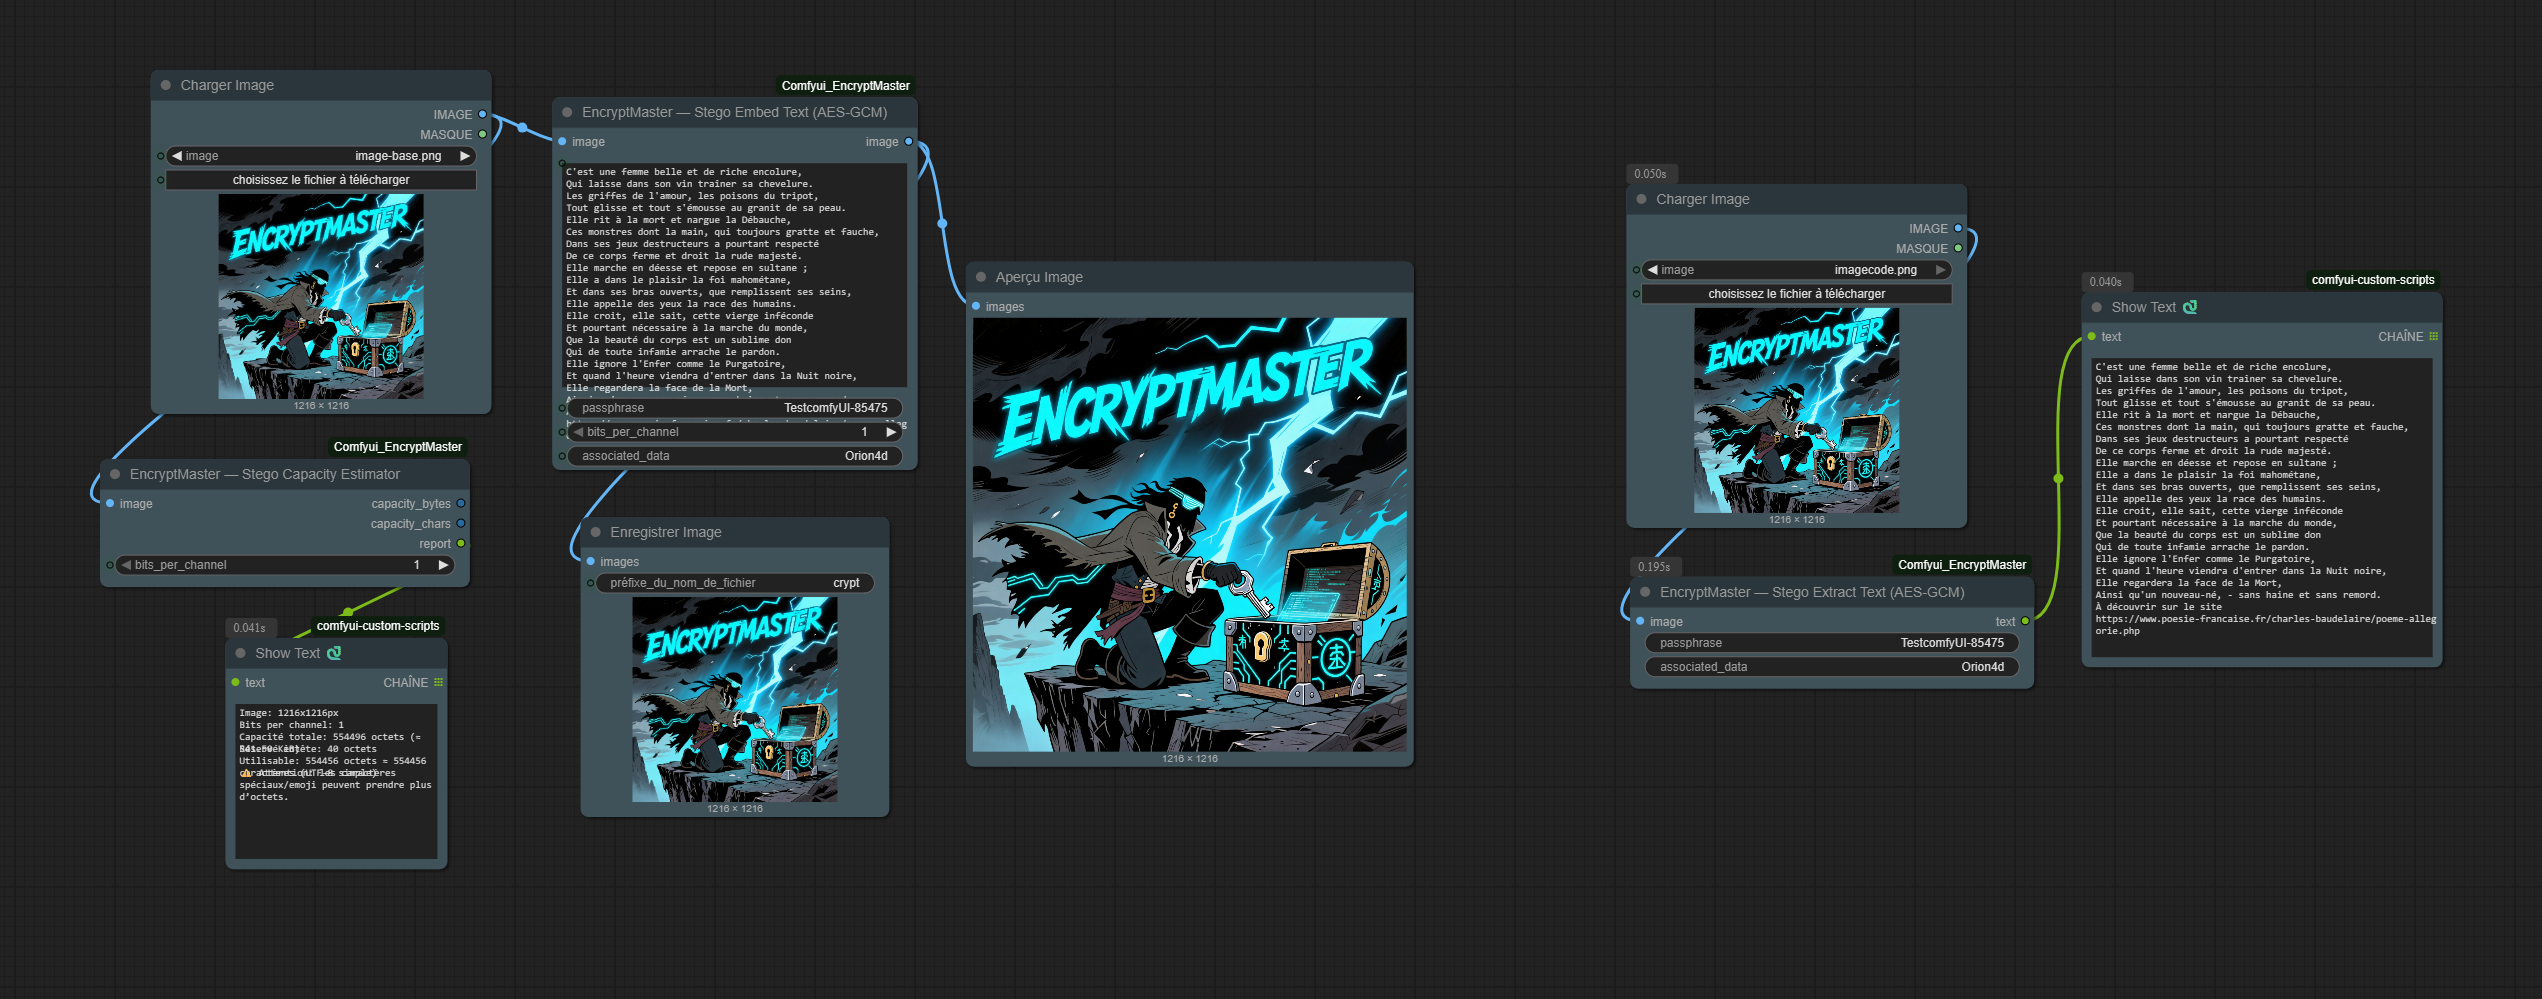 Charger Image
IMAGE
MASQUE
image image-base.png
choisissez le fichier à télécharger
ENCRYPTMASTER
1216 × 1216
Comfyui_EncryptMaster
EncryptMaster — Stego Capacity Estimator
image
capacity_bytes
capacity_chars
report
bits_per_channel 1
0.041s
comfyui-custom-scripts
Show Text
text CHAÎNE
Image: 1216x1216px
Bits per channel: 1
Capacité totale: 554496 octets (≈
40 octets
Utilisable: 554456 octets ≈ 554456
spéciaux/emoji peuvent prendre plus
d’octets.
Comfyui_EncryptMaster
EncryptMaster — Stego Embed Text (AES-GCM)
image image
C'est une femme belle et de riche encolure,
Qui laisse dans son vin trainer sa chevelure.
Les griffes de l'amour, les poisons du tripot,
Tout glisse et tout s'émousse au granit de sa peau.
Elle rit à la mort et nargue la Débauche,
Ces monstres dont la main, qui toujours gratte et fauche,
Dans ses jeux destructeurs a pourtant respecté
De ce corps ferme et droit la rude majesté.
Elle marche en déesse et repose en sultane ;
Elle a dans le plaisir la foi mahométane,
Et dans ses bras ouverts, que remplissent ses seins,
Elle appelle des yeux la race des humains.
Elle croit, elle sait, cette vierge inféconde
Et pourtant nécessaire à la marche du monde,
Que la beauté du corps est un sublime don
Qui de toute infamie arrache le pardon.
Elle ignore l'Enfer comme le Purgatoire,
Et quand l'heure viendra d'entrer dans la Nuit noire,
Elle regardera la face de la Mort,
passphrase TestcomfyUI-85475
bits_per_channel 1
associated_data Orion4d
Enregistrer Image
images
préfixe_du_nom_de_fichier crypt
ENCRYPTMASTER
1216 × 1216
Aperçu Image
images
ENCRYPTMASTER
1216 × 1216
0.050s
Charger Image
IMAGE
MASQUE
image imagecode.png
choisissez le fichier à télécharger
ENCRYPTMASTER
1216 × 1216
0.195s
Comfyui_EncryptMaster
EncryptMaster — Stego Extract Text (AES-GCM)
image text
passphrase TestcomfyUI-85475
associated_data Orion4d
0.040s
comfyui-custom-scripts
Show Text
text CHAÎNE
C'est une femme belle et de riche encolure,
Qui laisse dans son vin trainer sa chevelure.
Les griffes de l'amour, les poisons du tripot,
Tout glisse et tout s'émousse au granit de sa peau.
Elle rit à la mort et nargue la Débauche,
Ces monstres dont la main, qui toujours gratte et fauche,
Dans ses jeux destructeurs a pourtant respecté
De ce corps ferme et droit la rude majesté.
Elle marche en déesse et repose en sultane ;
Elle a dans le plaisir la foi mahométane,
Et dans ses bras ouverts, que remplissent ses seins,
Elle appelle des yeux la race des humains.
Elle croit, elle sait, cette vierge inféconde
Et pourtant nécessaire à la marche du monde,
Que la beauté du corps est un sublime don
Qui de toute infamie arrache le pardon.
Elle ignore l'Enfer comme le Purgatoire,
Et quand l'heure viendra d'entrer dans la Nuit noire,
Elle regardera la face de la Mort,
Ainsi qu'un nouveau-né, - sans haine et sans remord.
À découvrir sur le site
https://www.poesie-francaise.fr/charles-baudelaire/poeme-alleg
orie.php